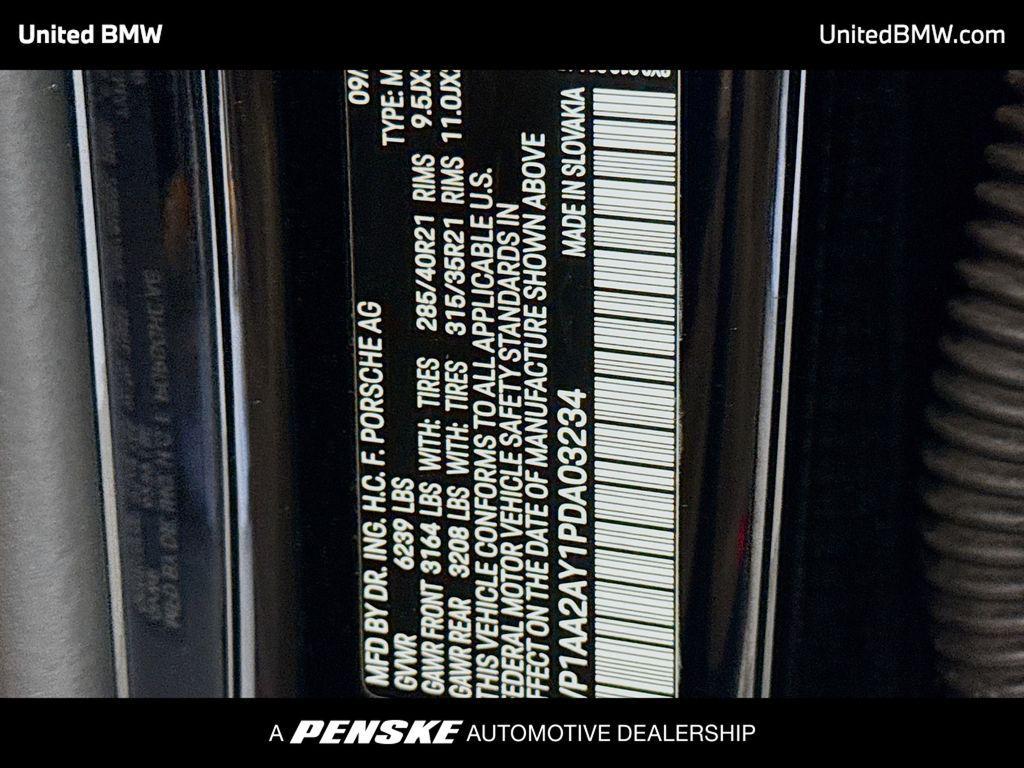 United BMW
UnitedBMW.com
09/
MFD BY DR. ING. H.C. F. PORSCHE AG
TYPE: M
GVWR 6239 LBS
GAWR FRONT 3164 LBS WITH: TIRES 285/40R21 RIMS 9.5JX
GAWR REAR 3208 LBS WITH: TIRES 315/35R21 RIMS 11.0JX
THIS VEHICLE CONFORMS TO ALL APPLICABLE U.S.
FEDERAL MOTOR VEHICLE SAFETY STANDARDS IN
EFFECT ON THE DATE OF MANUFACTURE SHOWN ABOVE
VP1AA2AY1PDA03234 MADE IN SLOVAKIA
A PENSKE AUTOMOTIVE DEALERSHIP